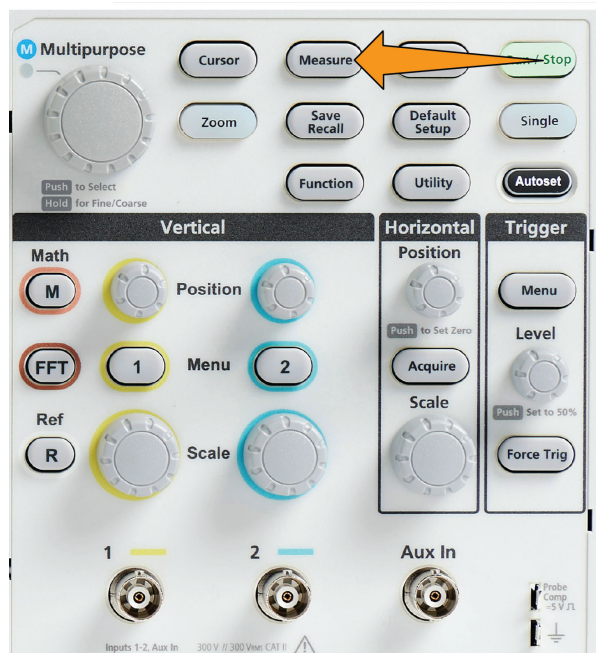 M Multipurpose
Cursor
Measure
/ Stop
Zoom
Save
Recall
Default
Setup
Single
Push to Select
Hold for Fine/Coarse
Function
Utility
Autoset
Vertical
Horizontal
Trigger
Math
M
Position
Position
Push to Set Zero
Menu
Level
FFT
1
Menu
2
Acquire
Push Set to 50%
Ref
R
Scale
Scale
Force Trig
1
2
Aux In
Probe
Comp
≈5 V
Inputs 1-2, Aux In 300 V // 300 VRMS CAT II